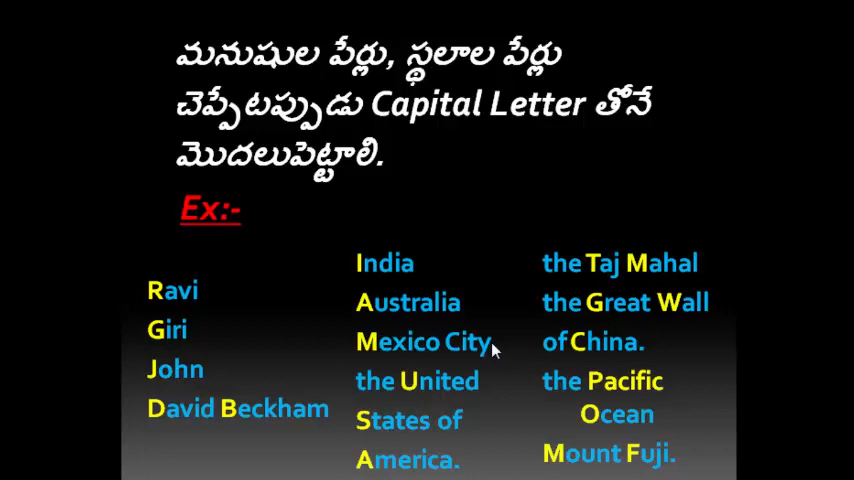 మనుషుల పేర్లు, స్థలాల పేర్లు
చెప్పేటప్పుడు Capital Letter తోనే
మొదలుపెట్టాలి.
Ex:-
Ravi
Giri
John
David Beckham
India
Australia
Mexico City
the United
States of
America.
the Taj Mahal
the Great Wall
of China.
the Pacific
Ocean
Mount Fuji.